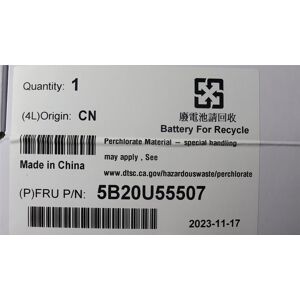 Quantity: 1
(4L)Origin: CN
廢電池請回收
Battery For Recycle
Perchlorate Material - special handling
may apply , See
www.dtsc.ca.gov/hazardouswaste/perchlorate
Made in China
(P)FRU P/N: 5B20U55507
2023-11-17